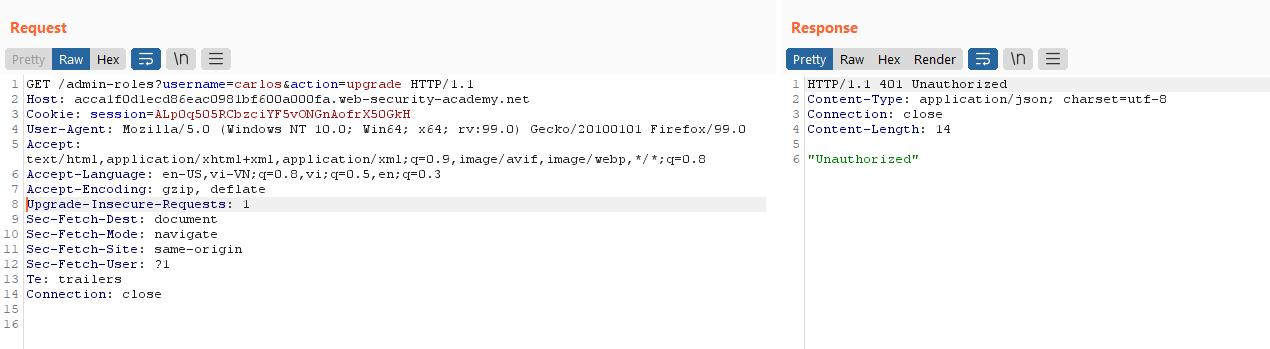 Request
Pretty Raw Hex \n
1 GET /admin-roles?username=carlos&action=upgrade HTTP/1.1
2 Host: acca1f0d1ecd86eac0981bf600a000fa.web-security-academy.net
3 Cookie: session=ALp0q505RCbzciYF5vONGnAofrX50GkH
4 User-Agent: Mozilla/5.0 (Windows NT 10.0; Win64; x64; rv:99.0) Gecko/20100101 Firefox/99.0
5 Accept:
text/html,application/xhtml+xml,application/xml;q=0.9,image/avif,image/webp,*/*;q=0.8
6 Accept-Language: en-US,vi-VN;q=0.8,vi;q=0.5,en;q=0.3
7 Accept-Encoding: gzip, deflate
8 Upgrade-Insecure-Requests: 1
9 Sec-Fetch-Dest: document
10 Sec-Fetch-Mode: navigate
11 Sec-Fetch-Site: same-origin
12 Sec-Fetch-User: ?1
13 Te: trailers
14 Connection: close
15
16
Response
Pretty Raw Hex Render \n
1 HTTP/1.1 401 Unauthorized
2 Content-Type: application/json; charset=utf-8
3 Connection: close
4 Content-Length: 14
5
6 "Unauthorized"